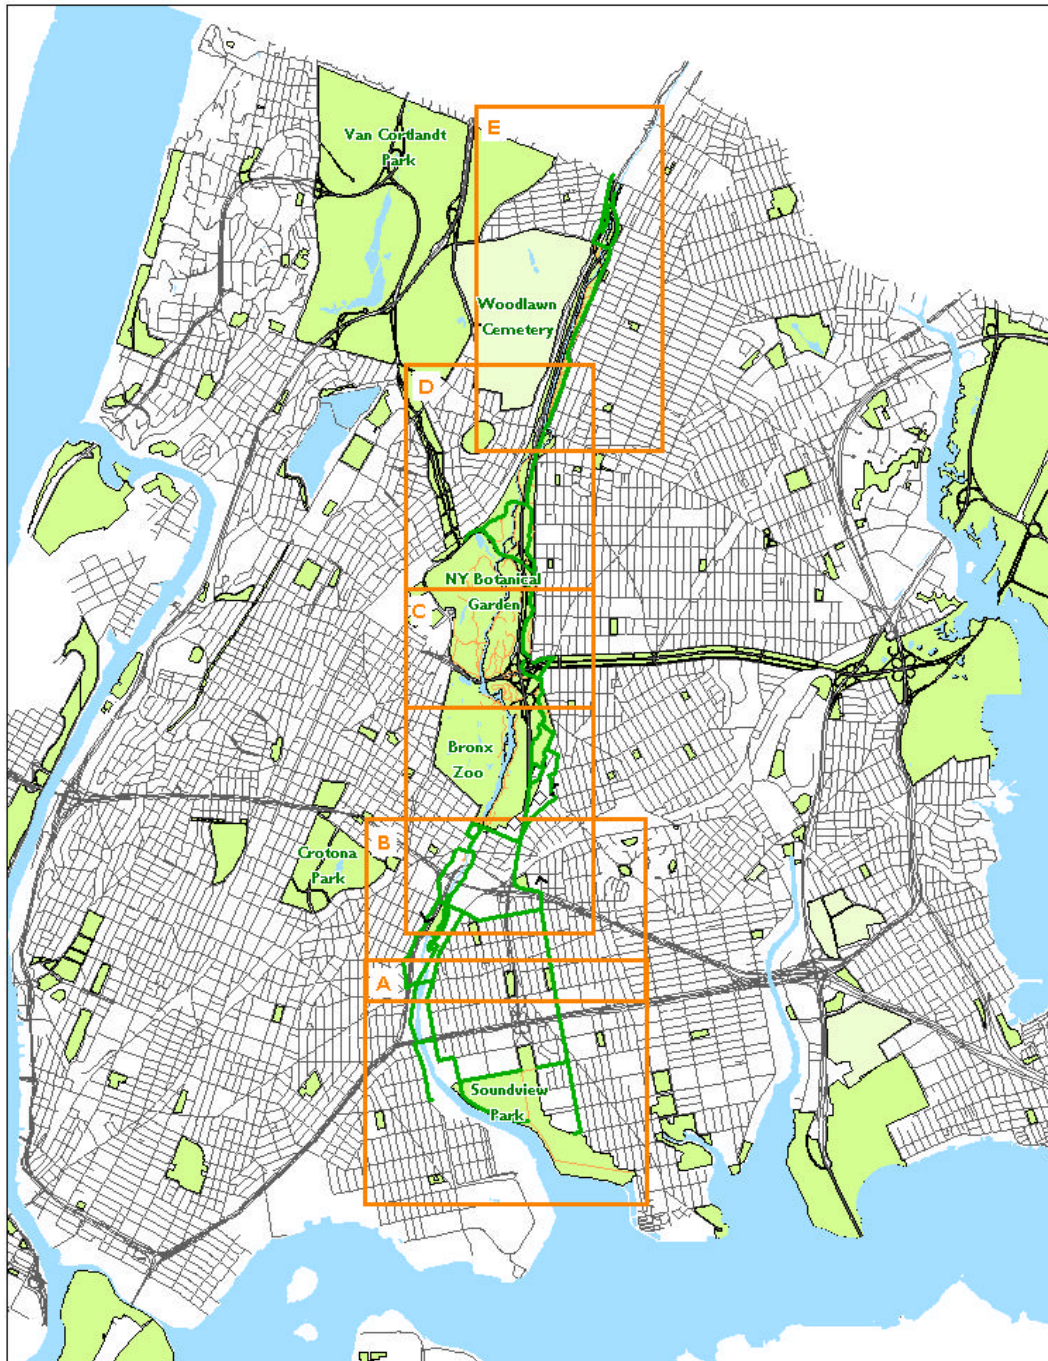 E
Van Cortlandt
Park
Woodlawn
Cemetery
D
NY Botanical
Garden
C
Bronx
Zoo
B
Crotona
Park
A
Soundview
Park